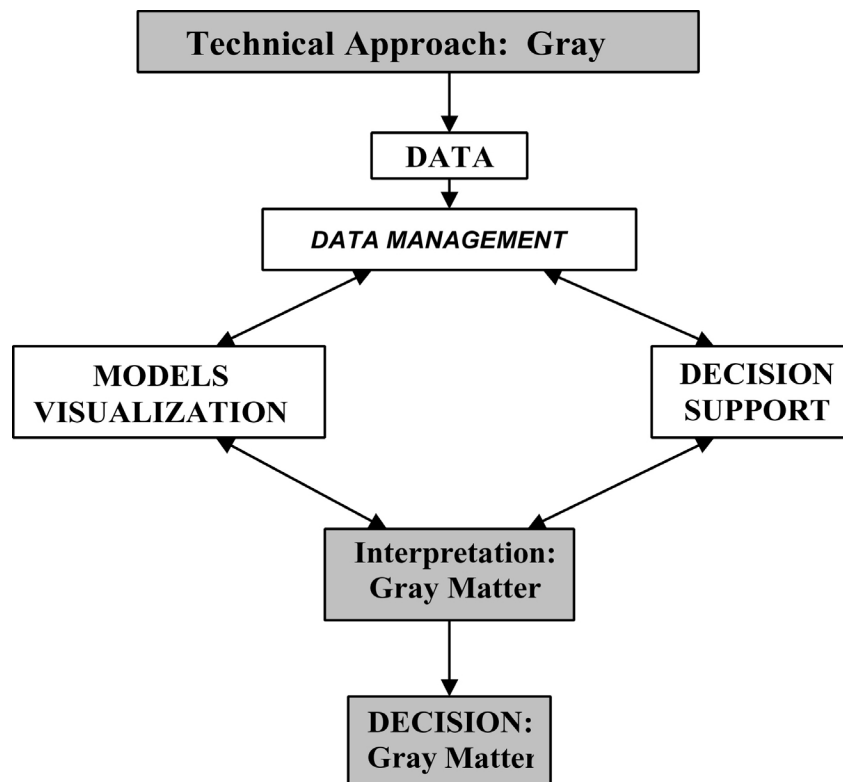 Technical Approach:  Gray
DATA
DATA MANAGEMENT
MODELS
VISUALIZATION
DECISION
SUPPORT
Interpretation:
Gray Matter
DECISION:
Gray Matter